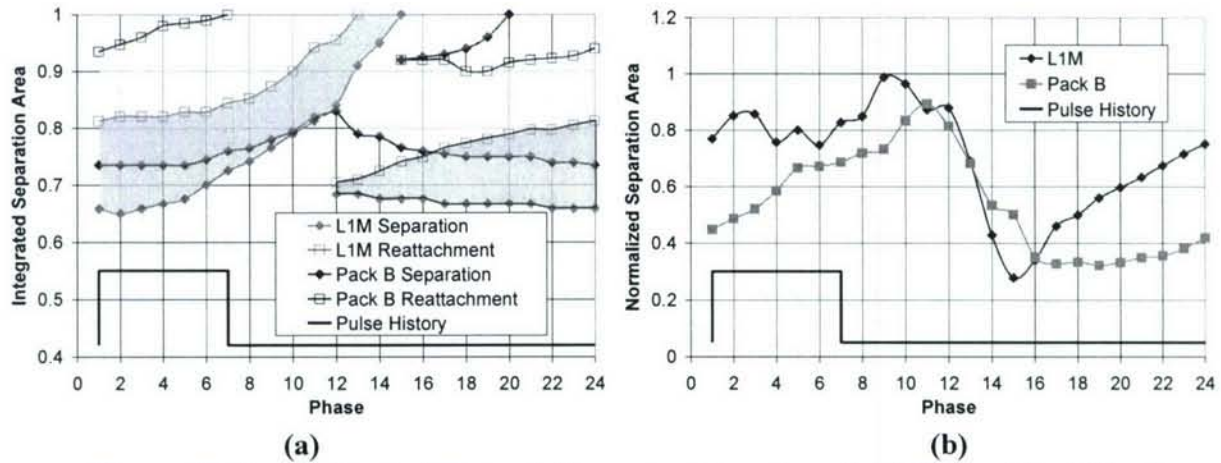 (a)
Integrated Separation Area
1
0.9
0.8
0.7
0.6
0.5
0.4
L1M Separation
L1M Reattachment
Pack B Separation
Pack B Reattachment
Pulse History
0 2 4 6 8 10 12 14 16 18 20 22 24
Phase
(b)
Normalized Separation Area
1.2
1
0.8
0.6
0.4
0.2
0
L1M
Pack B
Pulse History
0 2 4 6 8 10 12 14 16 18 20 22 24
Phase